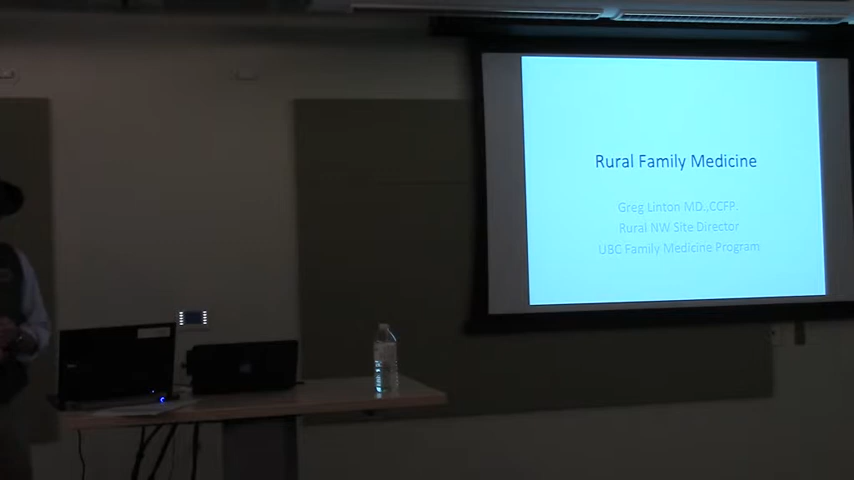 Rural Family Medicine
Greg Linton MD.,CCFP.
Rural NW Site Director
UBC Family Medicine Program